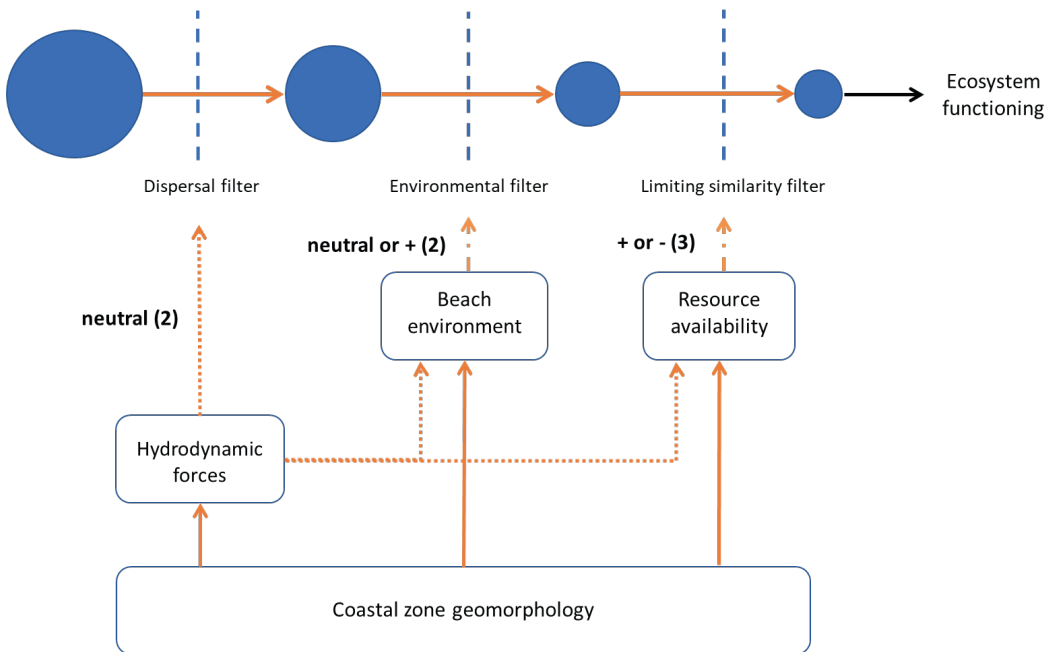 Ecosystem
functioning
Dispersal filter
Environmental filter
Limiting similarity filter
neutral or + (2)
+ or - (3)
Beach
environment
Resource
availability
neutral (2)
Hydrodynamic
forces
Coastal zone geomorphology